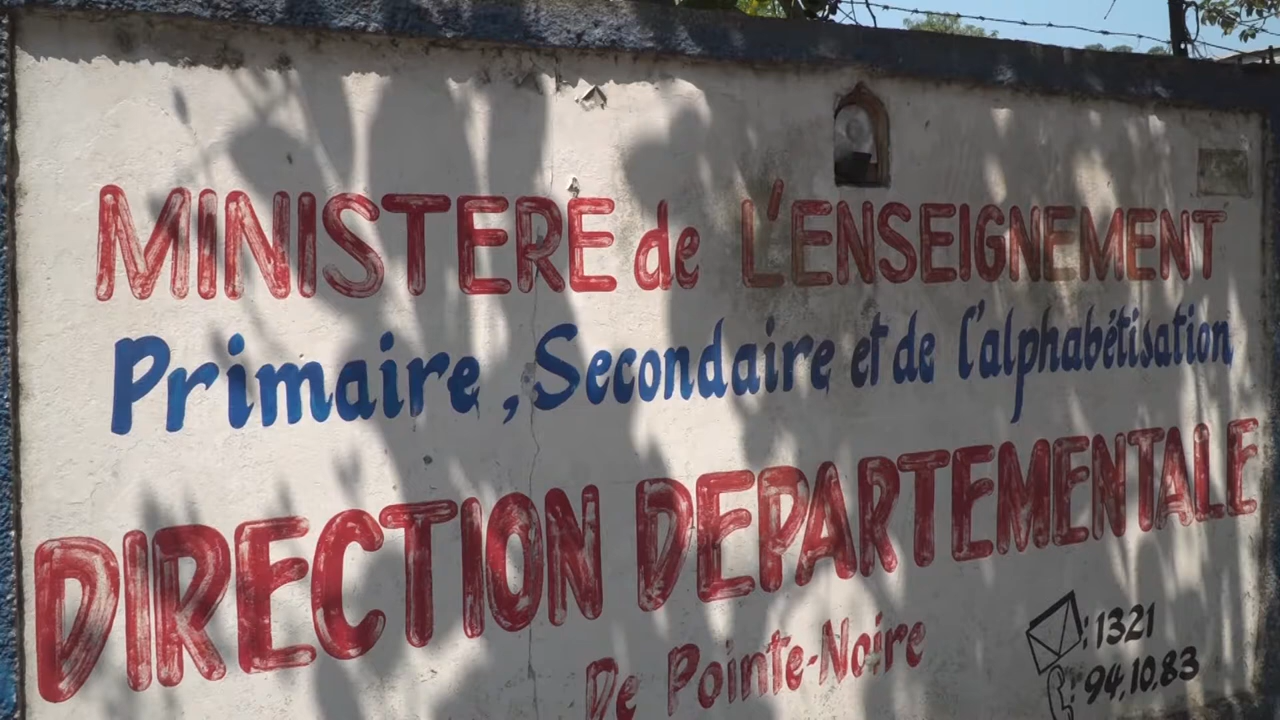 MINISTERE de L'ENSEIGNEMENT
Primaire, Secondaire et de l'alphabétisation
DIRECTION DEPARTEMENTALE
De Pointe-Noire
: 1321
: 94.10.83